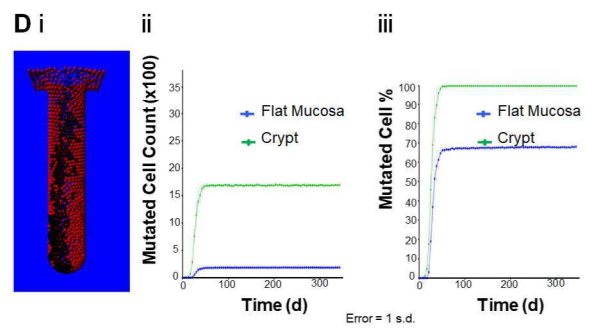 D i
ii
iii
Mutated Cell Count (x100)
35
30
25
20
15
10
5
0
Flat Mucosa
Crypt
0
100
200
300
Time (d)
Mutated Cell %
100
90
80
70
60
50
40
30
20
10
0
Flat Mucosa
Crypt
0
100
200
300
Time (d)
Error = 1 s.d.